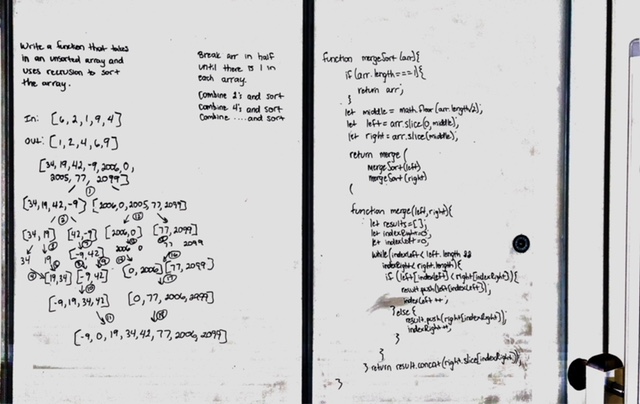 Write a function that takes
in an unsorted array and
uses recursion to sort
the array.
In: [6, 2, 1, 9, 4]
Out: [1, 2, 4, 6, 9]
Break arr in half
until there is 1 in
each array.
Combine 2's and sort
Combine 4's and sort
Combine .... and sort
[34, 19, 42, -9, 2006, 0,
2005, 77, 2099]
[34, 19, 42, -9] [2006, 0, 2005, 77, 2099]
[34, 19] [42, -9] [2006, 0] [77, 2099]
34 19 [-9, 42] 2006 0 77 2099
[19, 34] [-9, 42] [0, 2006] [77, 2099]
[-9, 19, 34, 42] [0, 77, 2006, 2099]
[-9, 0, 19, 34, 42, 77, 2006, 2099]
function mergeSort (arr){
if (arr.length === 1){
return arr;
}
let middle = math.floor(arr.length/2);
let left = arr.slice(0, middle);
let right = arr.slice(middle);
return merge (
mergeSort(left)
mergeSort(right)
(
function merge(left, right){
let results = [];
let indexRight = 0;
let indexLeft = 0;
while(indexLeft < left.length &&
indexRight < right.length){
if (left[indexLeft] < right[indexRight]){
result.push(left[indexLeft]);
indexLeft ++;
} else {
result.push(right[indexRight]);
indexRight++;
}
}
} return result.concat(right.slice[indexRight]);
}